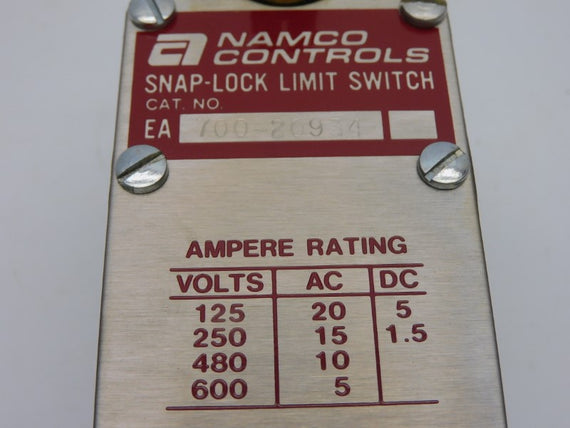 NAMCO
CONTROLS
SNAP-LOCK LIMIT SWITCH
CAT. NO.
EA 700-20934
AMPERE RATING
VOLTS AC DC
125 20 5
250 15 1.5
480 10
600 5